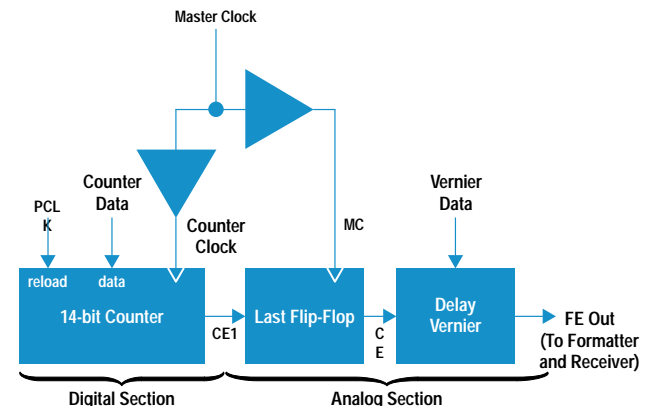 Master Clock
Counter
Data
Vernier
Data
PCL
K
Counter
Clock
MC
reload
data
14-bit Counter
CE1
Last Flip-Flop
C
E
Delay
Vernier
FE Out
(To Formatter
and Receiver)
Digital Section
Analog Section